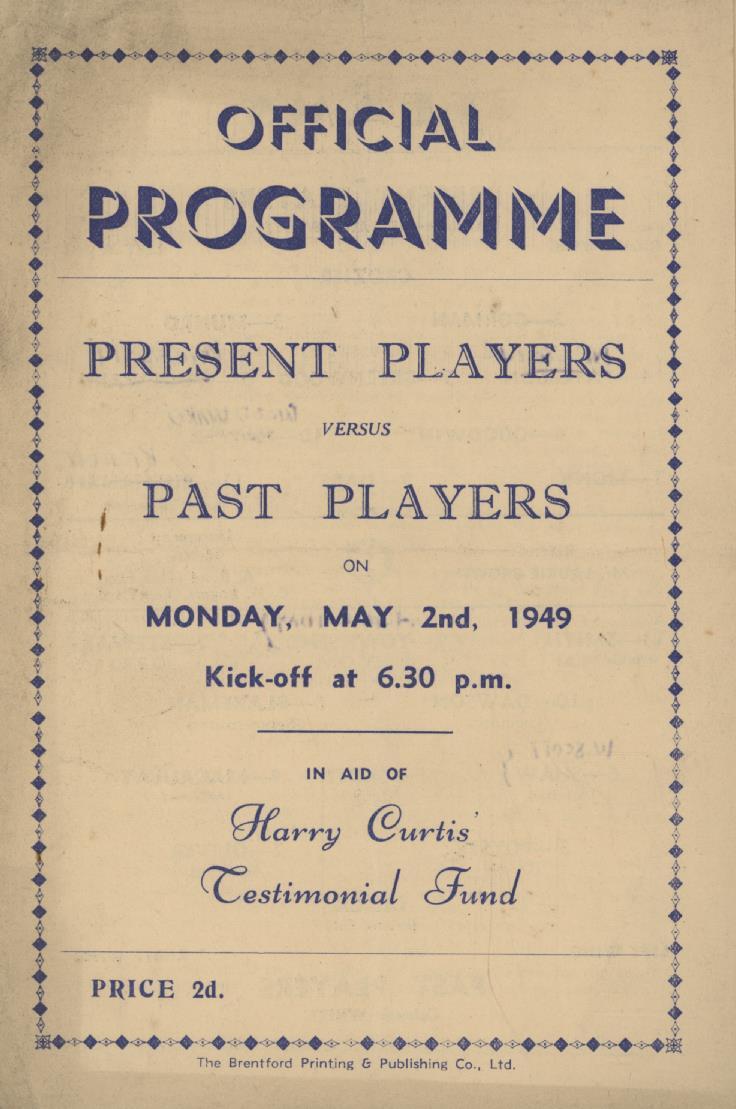 OFFICIAL
PROGRAMME
PRESENT PLAYERS
VERSUS
PAST PLAYERS
ON
MONDAY, MAY 2nd, 1949
Kick-off at 6.30 p.m.
IN AID OF
Harry Curtis'
Testimonial Fund
PRICE 2d.
The Brentford Printing & Publishing Co., Ltd.